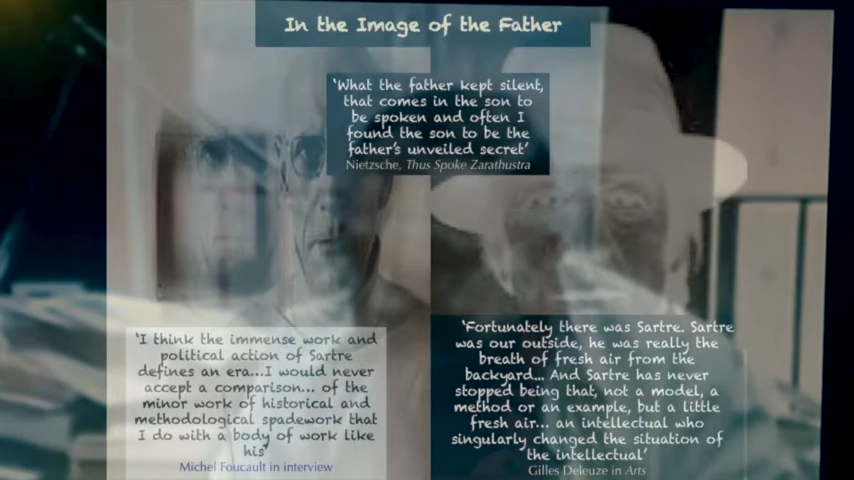 In the Image of the Father
‘What the father kept silent,
that comes in the son to
be spoken and often I
found the son to be the
father’s unveiled secret’
Nietzsche, Thus Spoke Zarathustra
‘I think the immense work and
political action of Sartre
defines an era...I would never
accept a comparison... of the
minor work of historical and
methodological spadework that
I do with a body of work like
his’
Michel Foucault in interview
‘Fortunately there was Sartre. Sartre
was our outside, he was really the
breath of fresh air from the
backyard... And Sartre has never
stopped being that, not a model, a
method or an example, but a little
fresh air... an intellectual who
singularly changed the situation of
the intellectual’
Gilles Deleuze in Arts